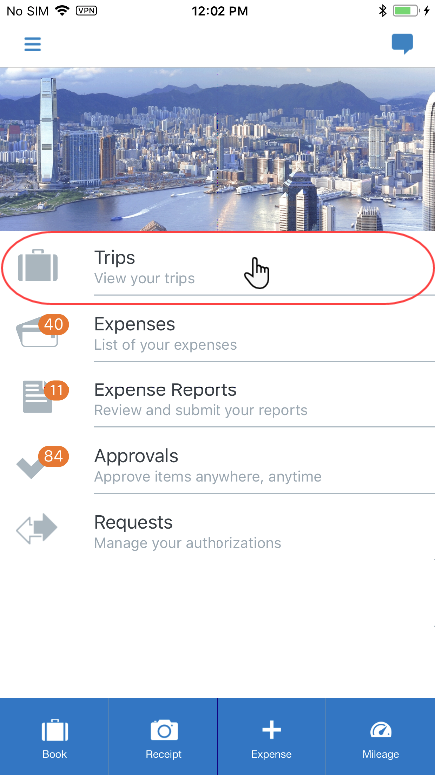 No SIM VPN 12:02 PM
Trips
View your trips
40
Expenses
List of your expenses
11
Expense Reports
Review and submit your reports
84
Approvals
Approve items anywhere, anytime
Requests
Manage your authorizations
Book Receipt Expense Mileage